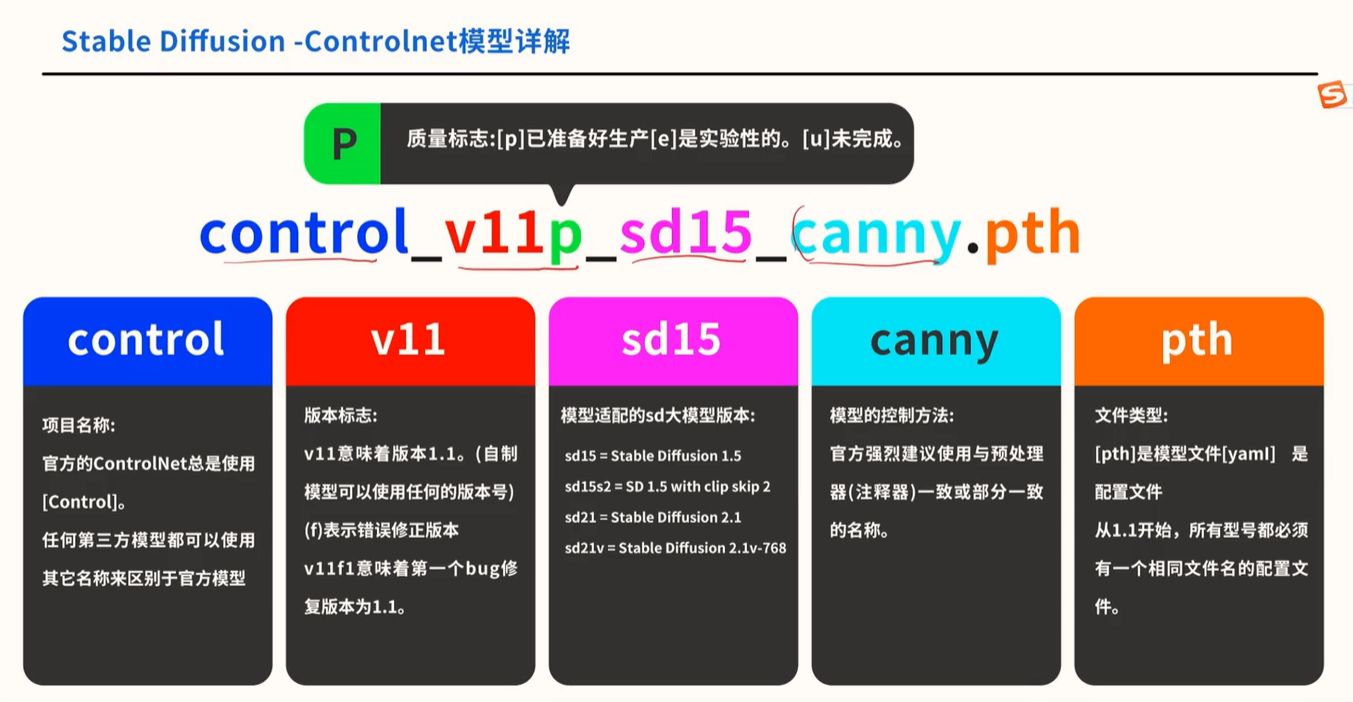 Stable Diffusion -Controlnet模型详解
P
质量标志:[p]已准备好生产[e]是实验性的。[u]未完成。
control_v11p_sd15_canny.pth
control
项目名称:
官方的ControlNet总是使用
[Control]。
任何第三方模型都可以使用
其它名称来区别于官方模型
v11
版本标志:
v11意味着版本1.1。(自制
模型可以使用任何的版本号)
(f)表示错误修正版本
v11f1意味着第一个bug修
复版本为1.1。
sd15
模型适配的sd大模型版本:
sd15 = Stable Diffusion 1.5
sd15s2 = SD 1.5 with clip skip 2
sd21 = Stable Diffusion 2.1
sd21v = Stable Diffusion 2.1v-768
canny
模型的控制方法:
官方强烈建议使用与预处理
器(注释器)一致或部分一致
的名称。
pth
文件类型:
[pth]是模型文件[yaml] 是
配置文件
从1.1开始，所有型号都必须
有一个相同文件名的配置文
件。
S